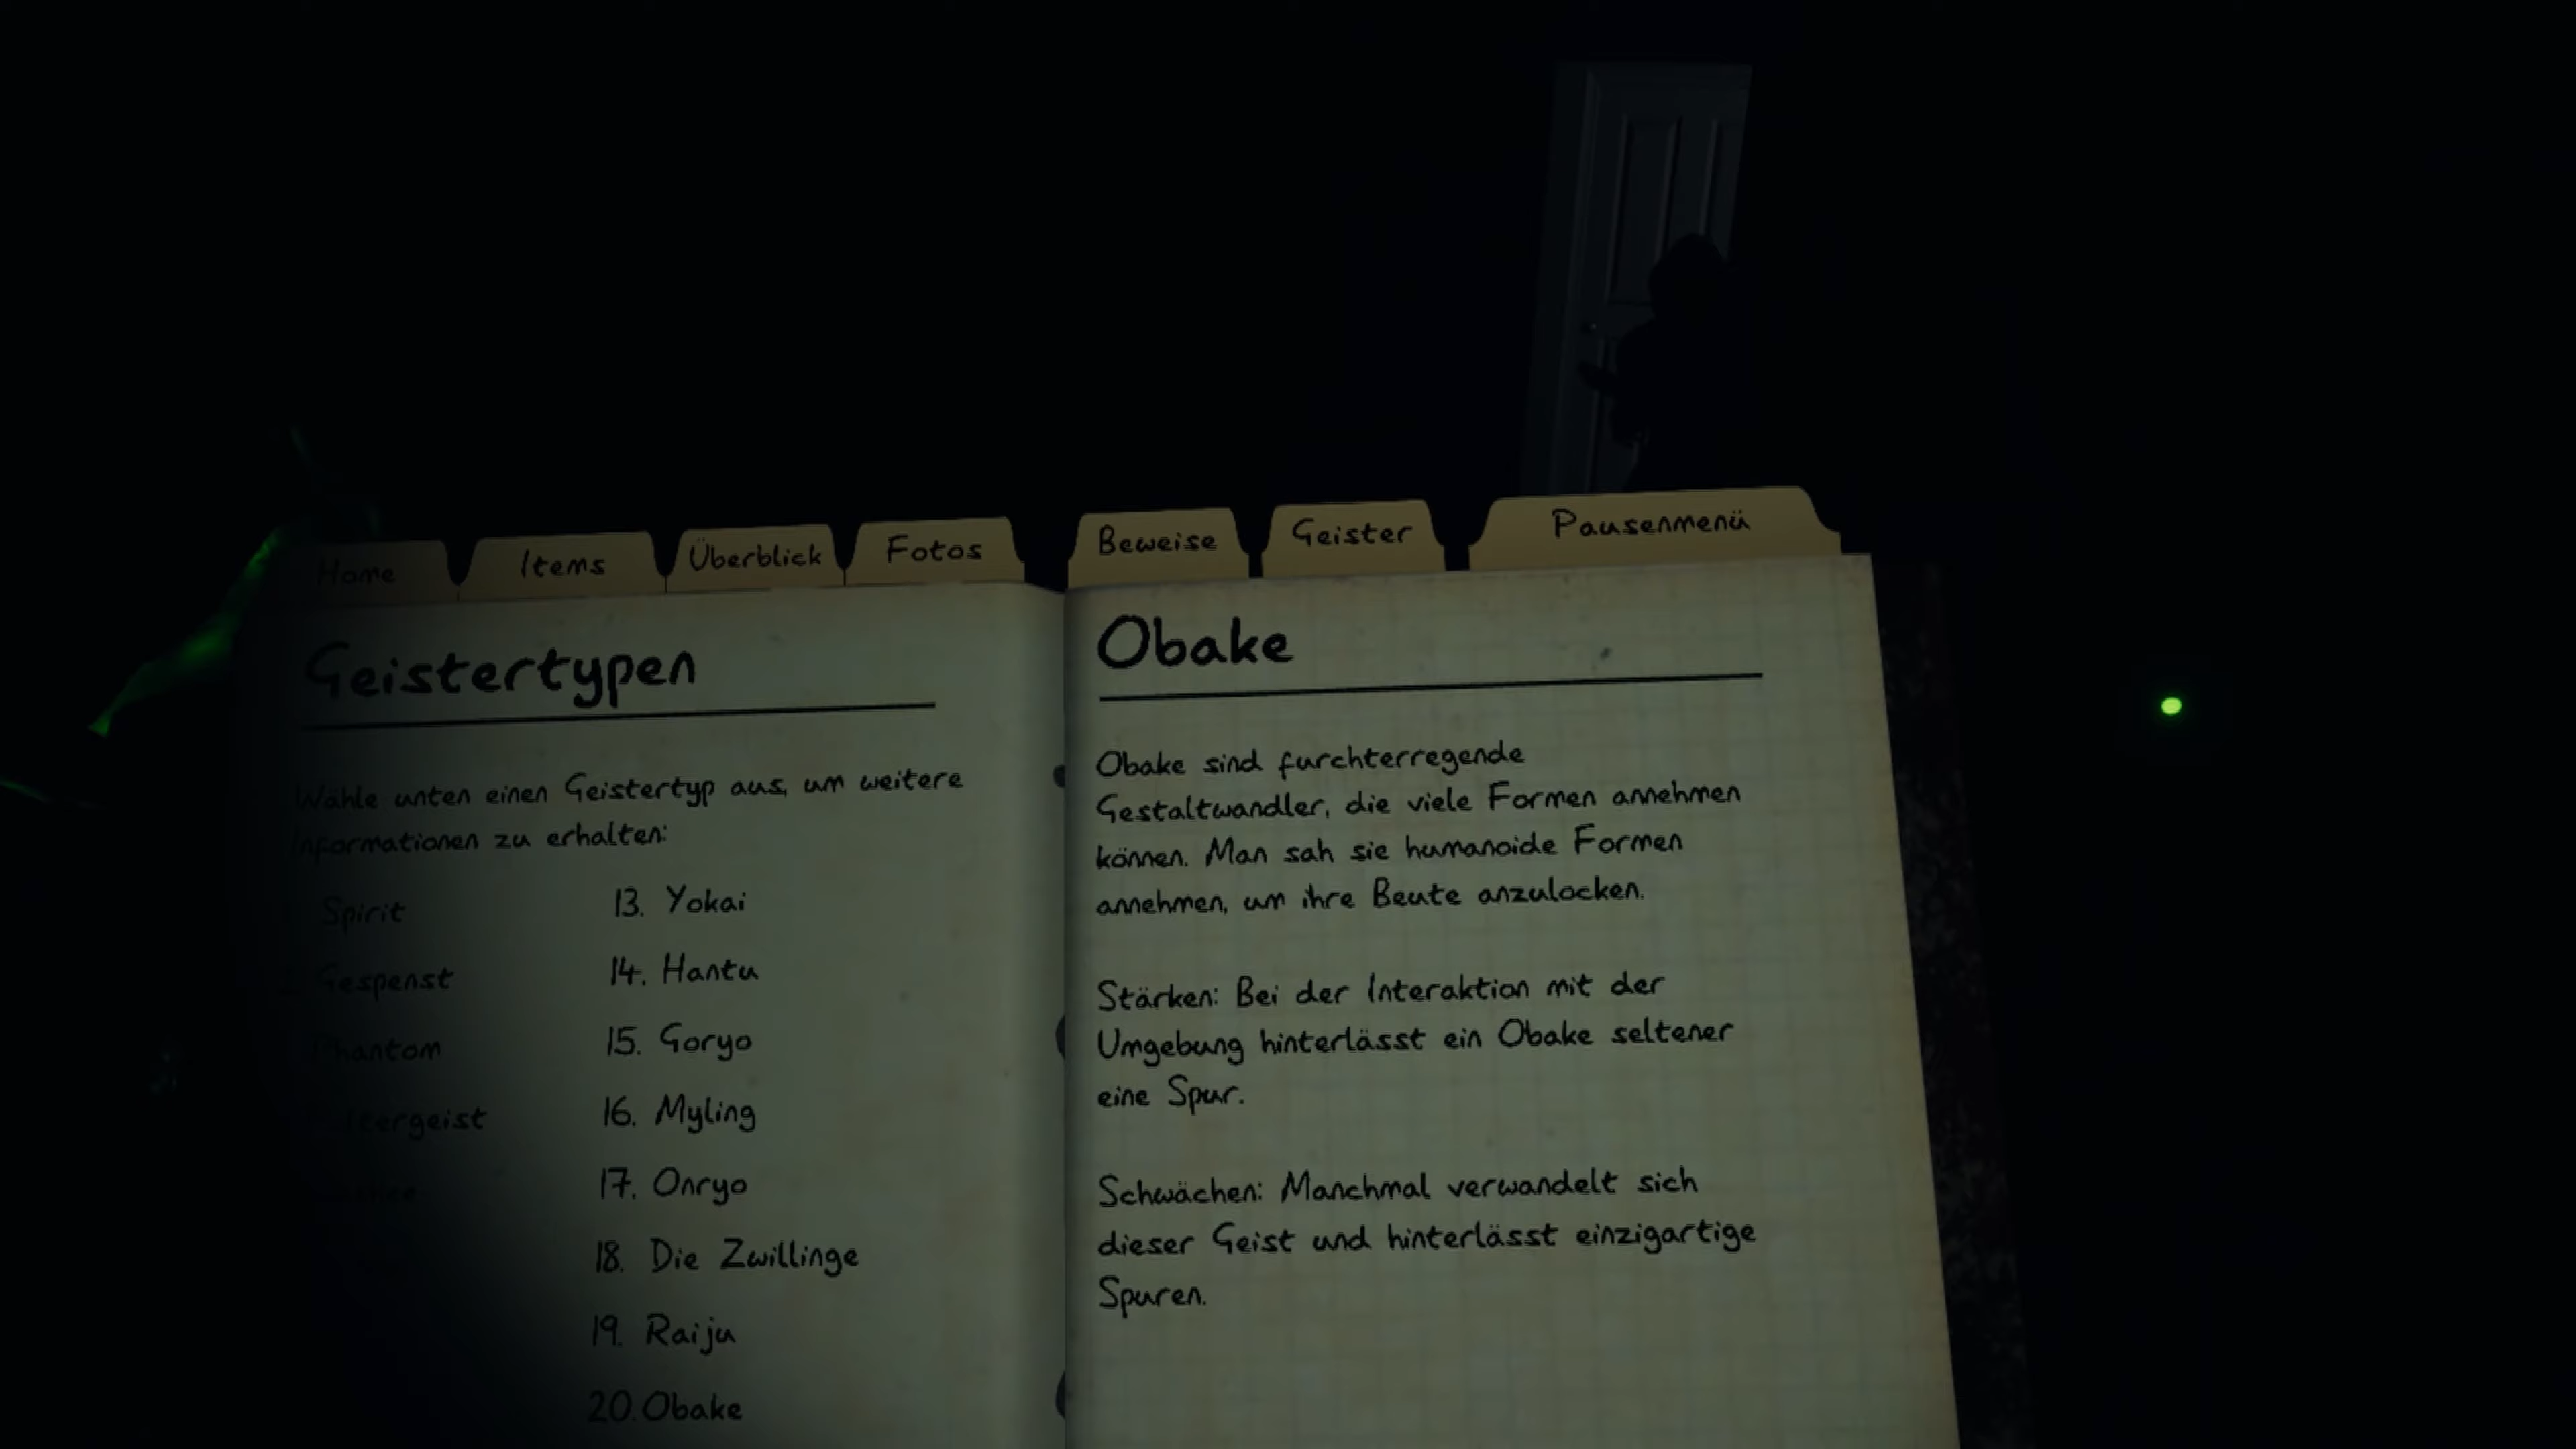 Home
Items
Überblick
Fotos
Beweise
Geister
Pausenmenü
Geistertypen
Wähle unten einen Geistertyp aus, um weitere
Informationen zu erhalten:
Spirit
Gespenst
Phantom
Poltergeist
13. Yokai
14. Hantu
15. Goryo
16. Myling
17. Onryo
18. Die Zwillinge
19. Raiju
20. Obake
Obake
Obake sind furchterregende
Gestaltwandler, die viele Formen annehmen
können. Man sah sie humanoide Formen
annehmen, um ihre Beute anzulocken.
Stärken: Bei der Interaktion mit der
Umgebung hinterlässt ein Obake seltener
eine Spur.
Schwächen: Manchmal verwandelt sich
dieser Geist und hinterlässt einzigartige
Spuren.